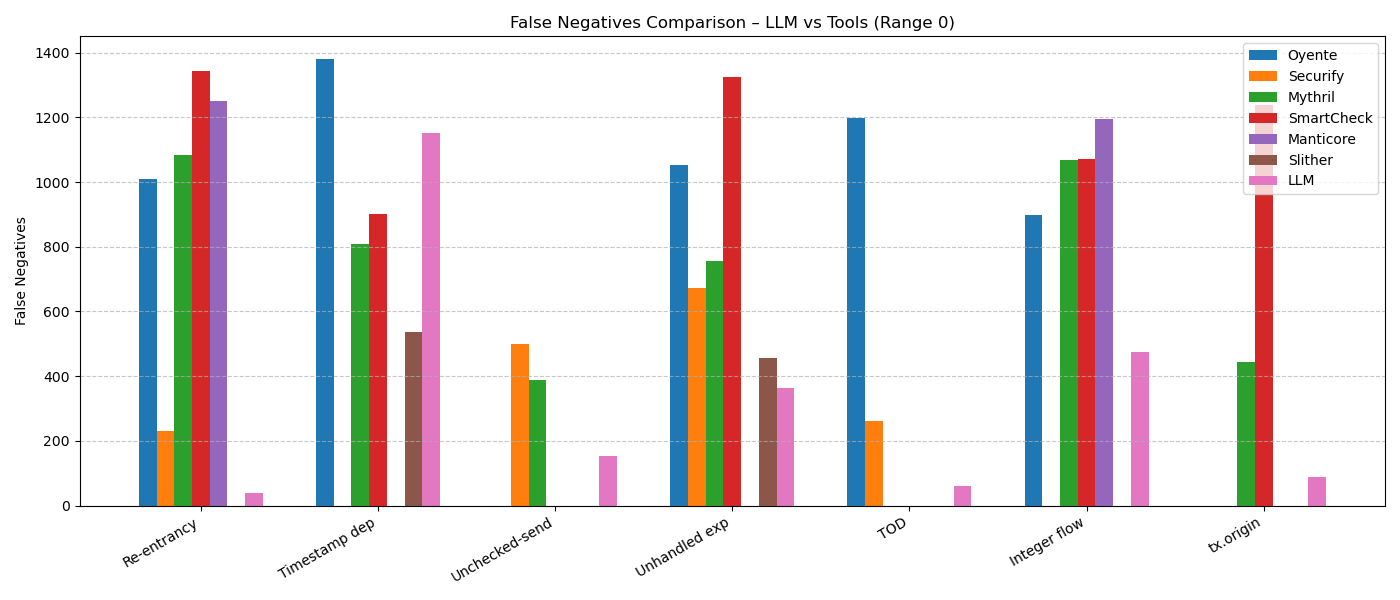 False Negatives Comparison – LLM vs Tools (Range 0)
False Negatives
1400
1200
1000
800
600
400
200
0
Oyente
Securify
Mythril
SmartCheck
Manticore
Slither
LLM
Re-entrancy
Timestamp dep
Unchecked-send
Unhandled exp
TOD
Integer flow
tx.origin